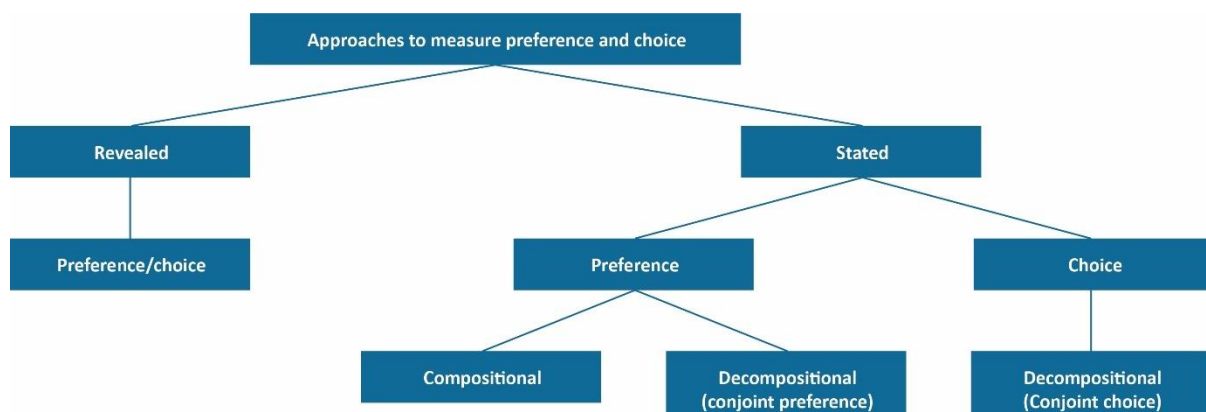 Approaches to measure preference and choice
Revealed
Stated
Preference/choice
Preference
Choice
Compositional
Decompositional
(conjoint preference)
Decompositional
(Conjoint choice)